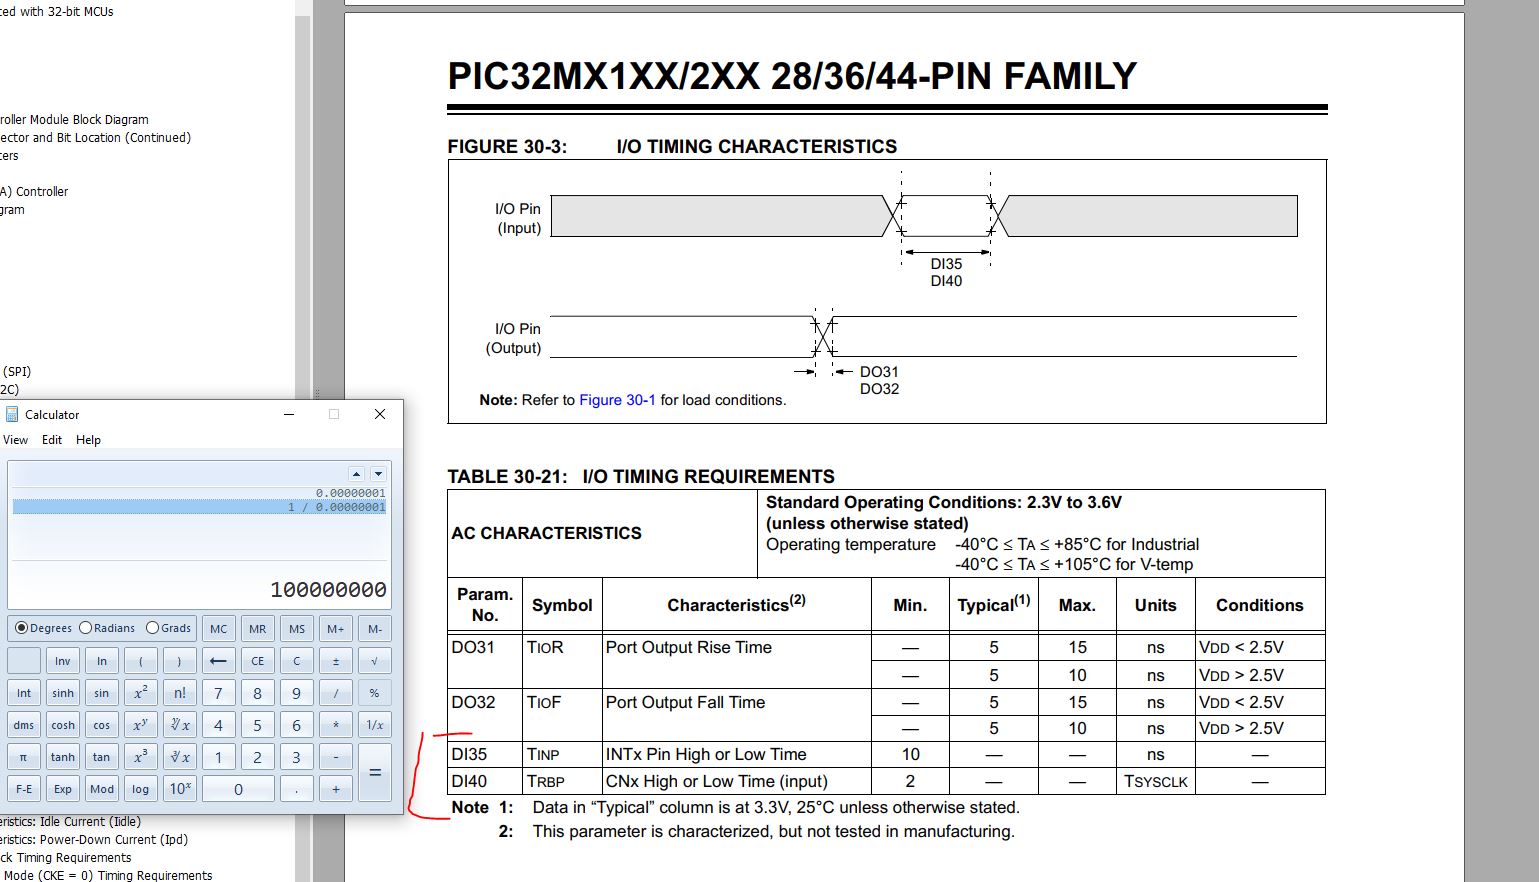 ted with 32-bit MCUs
roller Module Block Diagram
ector and Bit Location (Continued)
ters
A) Controller
gram
(SPI)
2C)
Calculator
View Edit Help
0.00000001
1 / 0.00000001
100000000
Degrees Radians Grads MC MR MS M+ M-
Inv ln ( ) ← CE C ± √
Int sinh sin x² n! 7 8 9 / %
dms cosh cos xʸ ʸ√x 4 5 6 * 1/x
π tanh tan x³ ³√x 1 2 3 - =
F-E Exp Mod log 10ˣ 0 . +
eristics: Idle Current (Iidle)
eristics: Power-Down Current (Ipd)
ck Timing Requirements
Mode (CKE = 0) Timing Requirements
PIC32MX1XX/2XX 28/36/44-PIN FAMILY
FIGURE 30-3: I/O TIMING CHARACTERISTICS
I/O Pin
(Input)
DI35
DI40
I/O Pin
(Output)
DO31
DO32
Note: Refer to Figure 30-1 for load conditions.
TABLE 30-21: I/O TIMING REQUIREMENTS
AC CHARACTERISTICS
Standard Operating Conditions: 2.3V to 3.6V
(unless otherwise stated)
Operating temperature -40°C ≤ TA ≤ +85°C for Industrial
-40°C ≤ TA ≤ +105°C for V-temp
Param. No. Symbol Characteristics(2) Min. Typical(1) Max. Units Conditions
DO31 TIOR Port Output Rise Time — 5 15 ns VDD < 2.5V
— 5 10 ns VDD > 2.5V
DO32 TIOF Port Output Fall Time — 5 15 ns VDD < 2.5V
— 5 10 ns VDD > 2.5V
DI35 TINP INTx Pin High or Low Time 10 — — ns —
DI40 TRBP CNx High or Low Time (input) 2 — — TSYSCLK —
Note 1: Data in “Typical” column is at 3.3V, 25°C unless otherwise stated.
2: This parameter is characterized, but not tested in manufacturing.